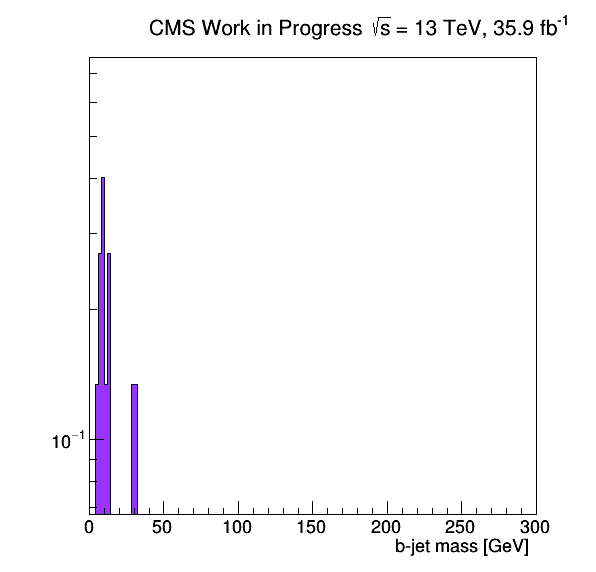 CMS Work in Progress √s = 13 TeV, 35.9 fb⁻¹
10⁻¹
0 50 100 150 200 250 300
b-jet mass [GeV]